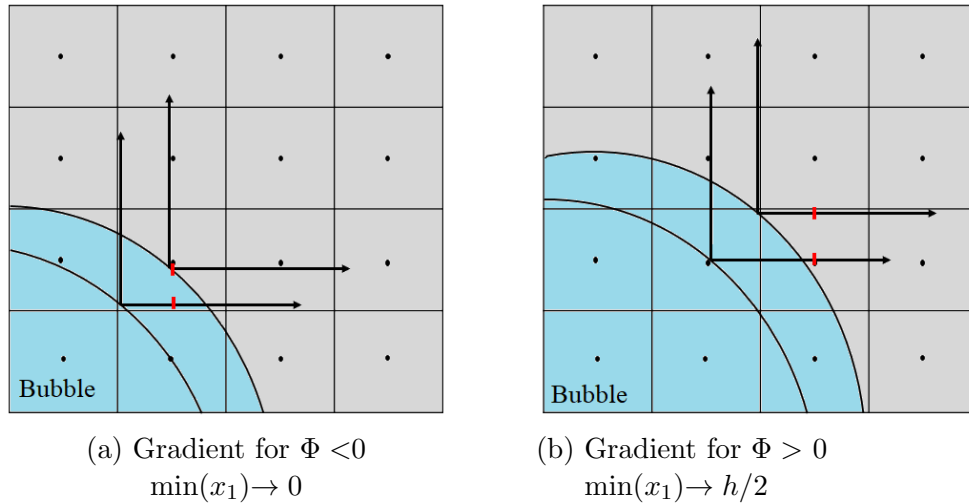 Bubble
Bubble
(a) Gradient for Φ <0
min(x₁)→ 0
(b) Gradient for Φ > 0
min(x₁)→ h/2